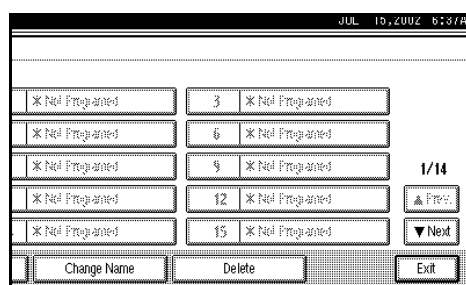 JUL 15,2002 6:37A
✱ Not Programed 3 ✱ Not Programed
✱ Not Programed 6 ✱ Not Programed
✱ Not Programed 9 ✱ Not Programed 1/14
✱ Not Programed 12 ✱ Not Programed ▲ Prev.
✱ Not Programed 15 ✱ Not Programed ▼ Next
Change Name Delete Exit